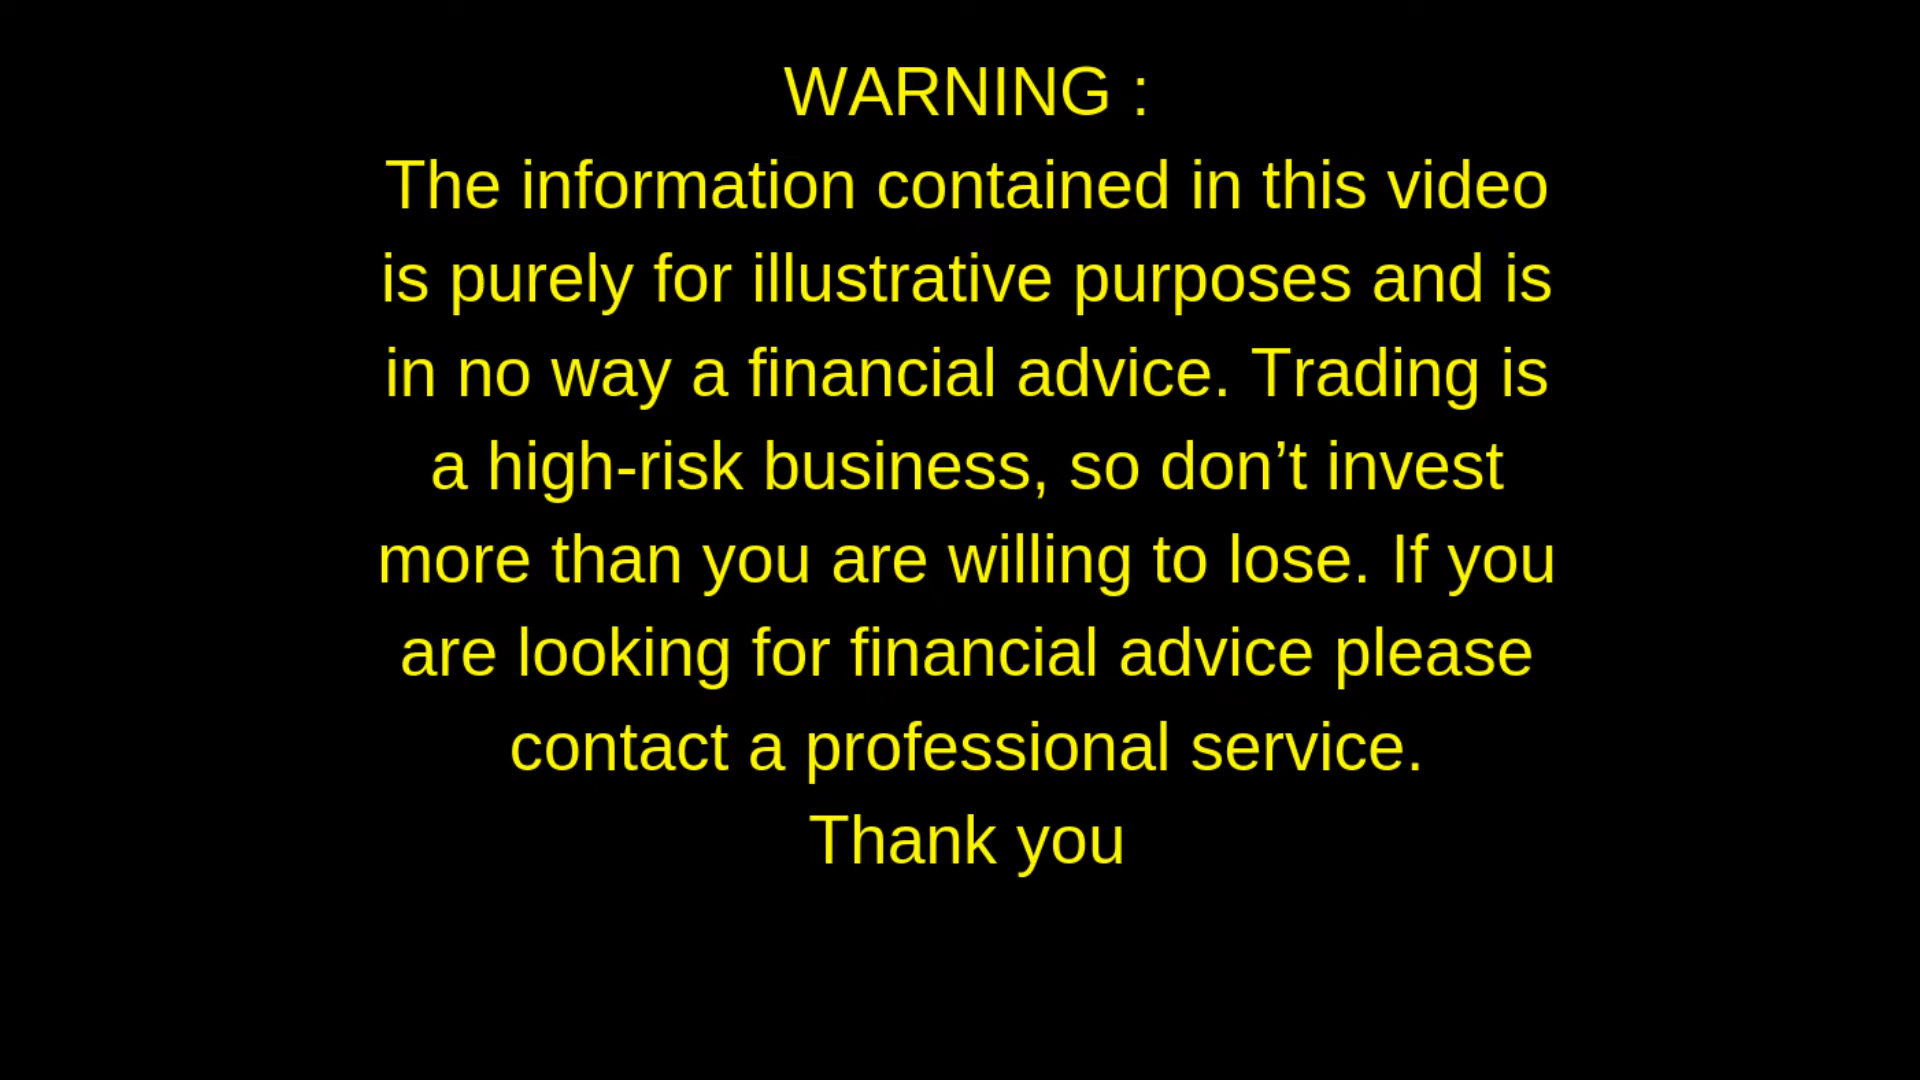 WARNING :
The information contained in this video
is purely for illustrative purposes and is
in no way a financial advice. Trading is
a high-risk business, so don’t invest
more than you are willing to lose. If you
are looking for financial advice please
contact a professional service.
Thank you